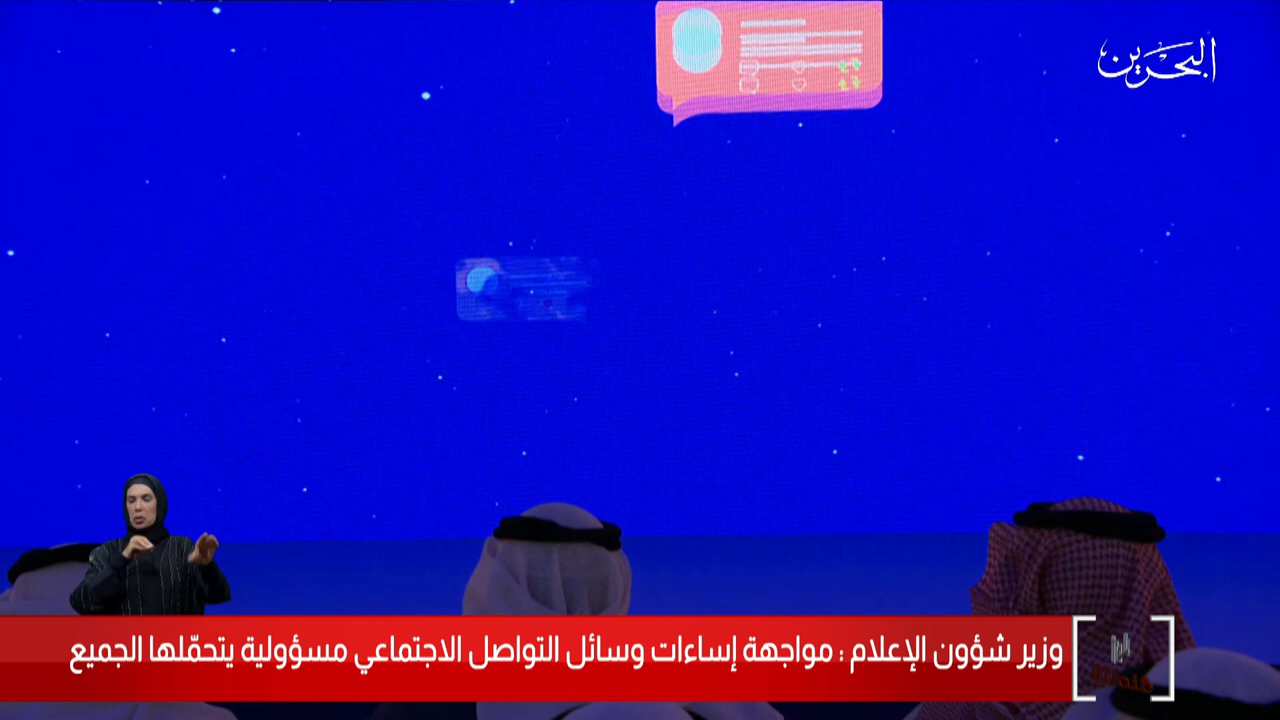 البحرين
وزير شؤون الإعلام : مواجهة إساءات وسائل التواصل الاجتماعي مسؤولية يتحمّلها الجميع